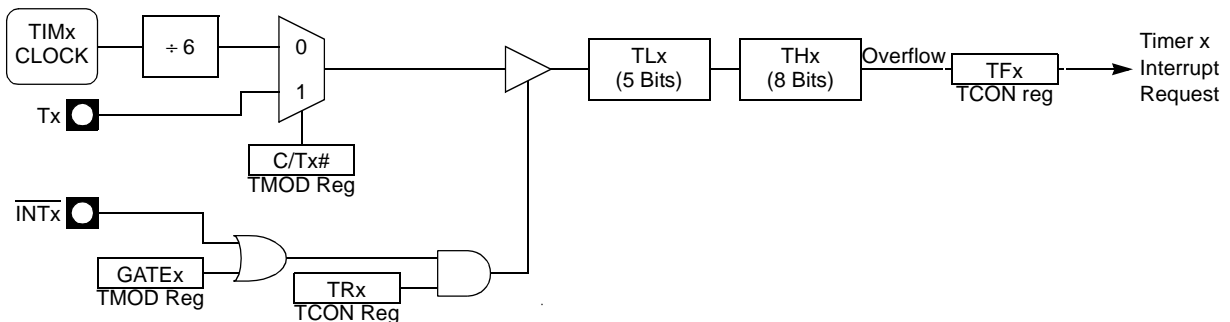 TIMx
CLOCK
÷ 6
0
1
Tx
C/Tx#
TMOD Reg
TLx
(5 Bits)
THx
(8 Bits)
Overflow
TFx
TCON reg
Timer x
Interrupt
Request
INTx
GATEx
TMOD Reg
TRx
TCON Reg